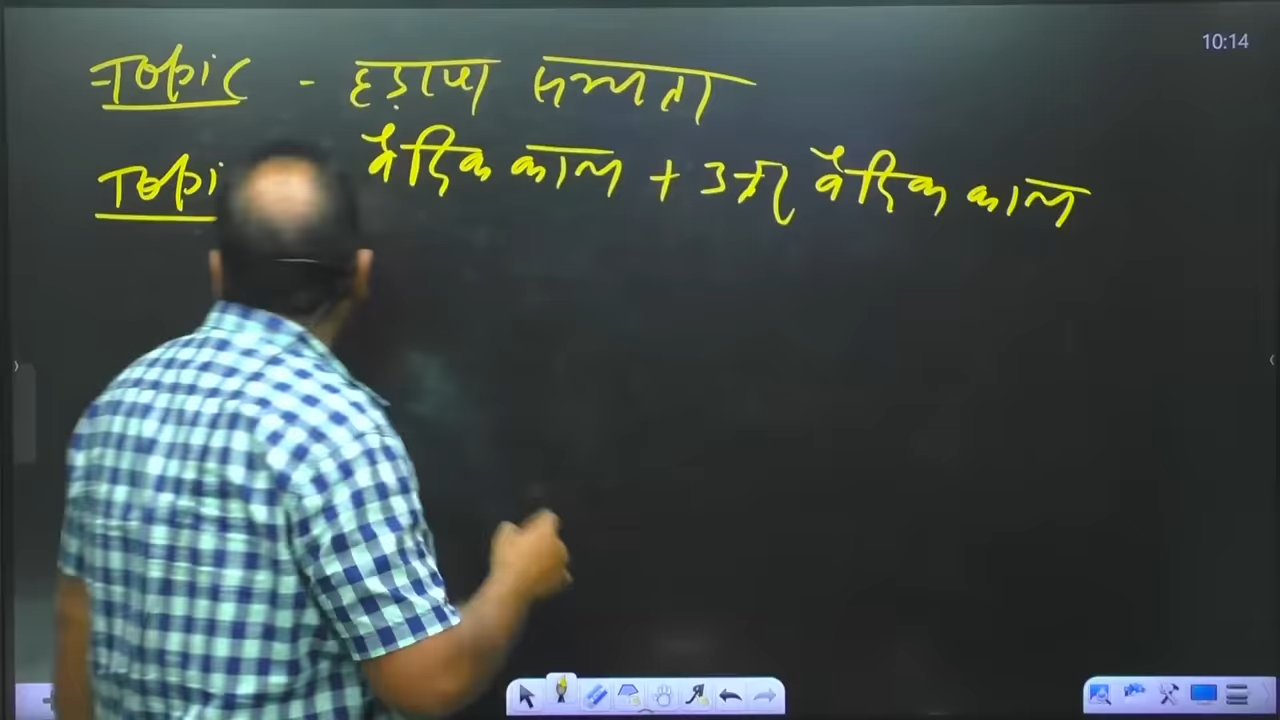 10:14
Topic - हड़प्पा सभ्यता
Topi वैदिक काल + उत्तर वैदिक काल